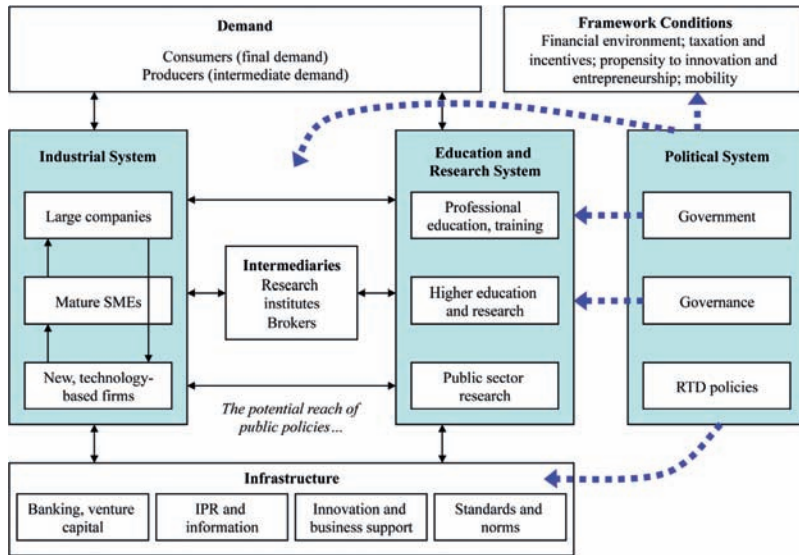 Demand
Consumers (final demand)
Producers (intermediate demand)
Framework Conditions
Financial environment; taxation and
incentives; propensity to innovation and
entrepreneurship; mobility
Industrial System
Large companies
Mature SMEs
New, technology-
based firms
Intermediaries
Research
institutes
Brokers
The potential reach of
public policies…
Education and
Research System
Professional
education, training
Higher education
and research
Public sector
research
Political System
Government
Governance
RTD policies
Infrastructure
Banking, venture
capital
IPR and
information
Innovation and
business support
Standards and
norms